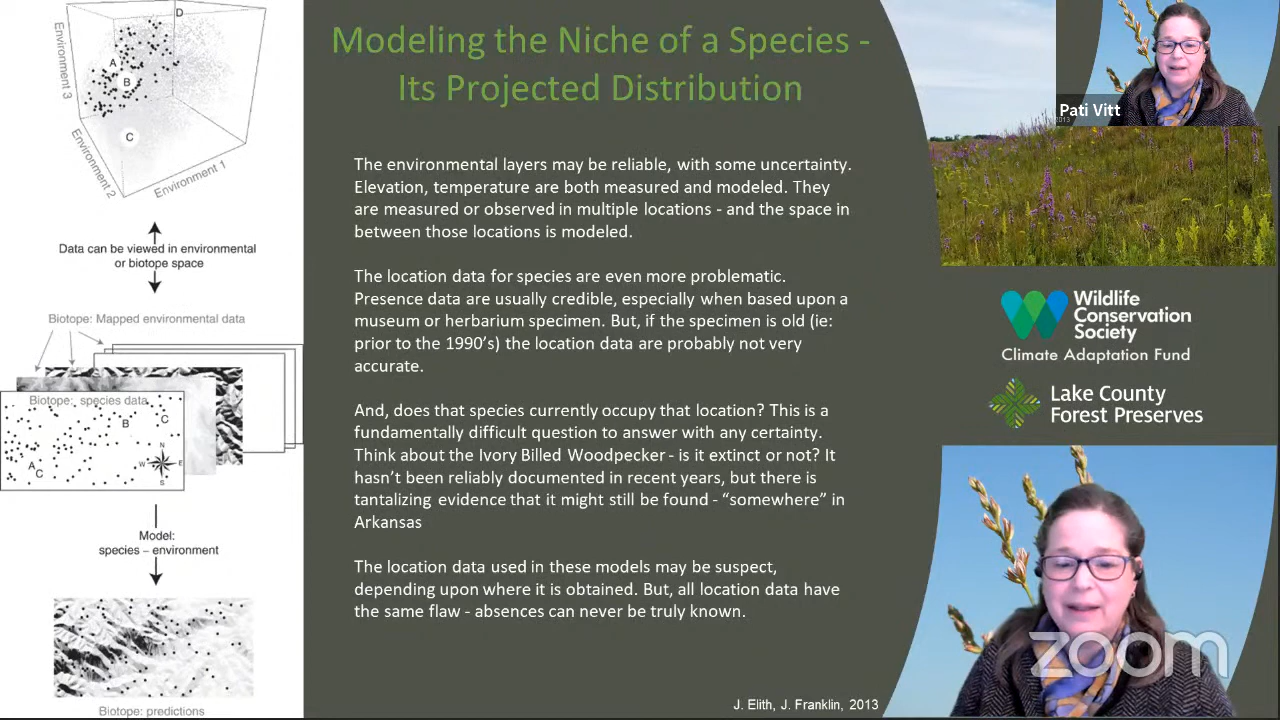 Modeling the Niche of a Species -
Its Projected Distribution
D
Environment 3
A
B
C
Environment 2
Environment 1
Data can be viewed in environmental
or biotope space
Biotope: Mapped environmental data
Biotope: species data
B
C
A
C
N
W
E
S
Model:
species – environment
Biotope: predictions
The environmental layers may be reliable, with some uncertainty.
Elevation, temperature are both measured and modeled. They
are measured or observed in multiple locations - and the space in
between those locations is modeled.
The location data for species are even more problematic.
Presence data are usually credible, especially when based upon a
museum or herbarium specimen. But, if the specimen is old (ie:
prior to the 1990's) the location data are probably not very
accurate.
And, does that species currently occupy that location? This is a
fundamentally difficult question to answer with any certainty.
Think about the Ivory Billed Woodpecker - is it extinct or not? It
hasn't been reliably documented in recent years, but there is
tantalizing evidence that it might still be found - “somewhere” in
Arkansas
The location data used in these models may be suspect,
depending upon where it is obtained. But, all location data have
the same flaw - absences can never be truly known.
J. Elith, J. Franklin, 2013
Pati Vitt
2013
Wildlife
Conservation
Society
Climate Adaptation Fund
Lake County
Forest Preserves
zoom